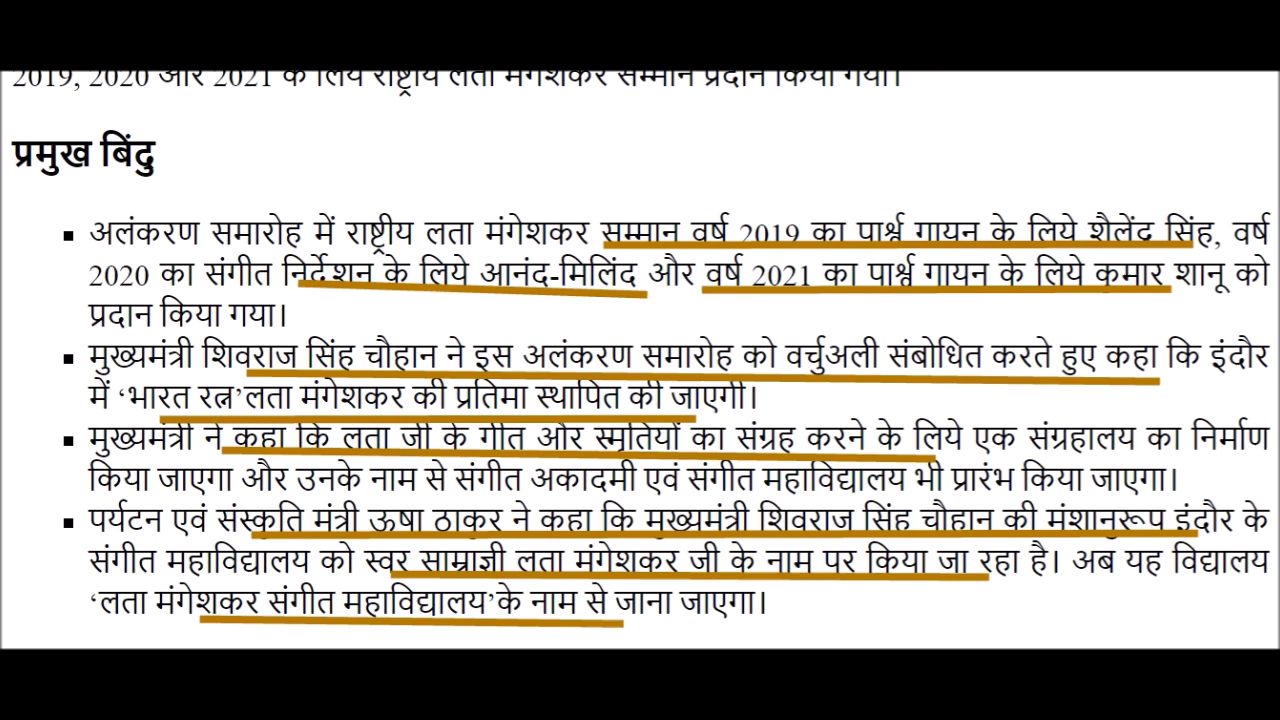 2019, 2020 और 2021 के लिये राष्ट्रीय लता मंगेशकर सम्मान प्रदान किया गया।
प्रमुख बिंदु
▪ अलंकरण समारोह में राष्ट्रीय लता मंगेशकर सम्मान वर्ष 2019 का पार्श्व गायन के लिये शैलेंद्र सिंह, वर्ष
2020 का संगीत निर्देशन के लिये आनंद-मिलिंद और वर्ष 2021 का पार्श्व गायन के लिये कुमार शानू को
प्रदान किया गया।
▪ मुख्यमंत्री शिवराज सिंह चौहान ने इस अलंकरण समारोह को वर्चुअली संबोधित करते हुए कहा कि इंदौर
में ‘भारत रत्न’लता मंगेशकर की प्रतिमा स्थापित की जाएगी।
▪ मुख्यमंत्री ने कहा कि लता जी के गीत और स्मृतियों का संग्रह करने के लिये एक संग्रहालय का निर्माण
किया जाएगा और उनके नाम से संगीत अकादमी एवं संगीत महाविद्यालय भी प्रारंभ किया जाएगा।
▪ पर्यटन एवं संस्कृति मंत्री ऊषा ठाकुर ने कहा कि मुख्यमंत्री शिवराज सिंह चौहान की मंशानुरूप इंदौर के
संगीत महाविद्यालय को स्वर साम्राज्ञी लता मंगेशकर जी के नाम पर किया जा रहा है। अब यह विद्यालय
‘लता मंगेशकर संगीत महाविद्यालय’के नाम से जाना जाएगा।